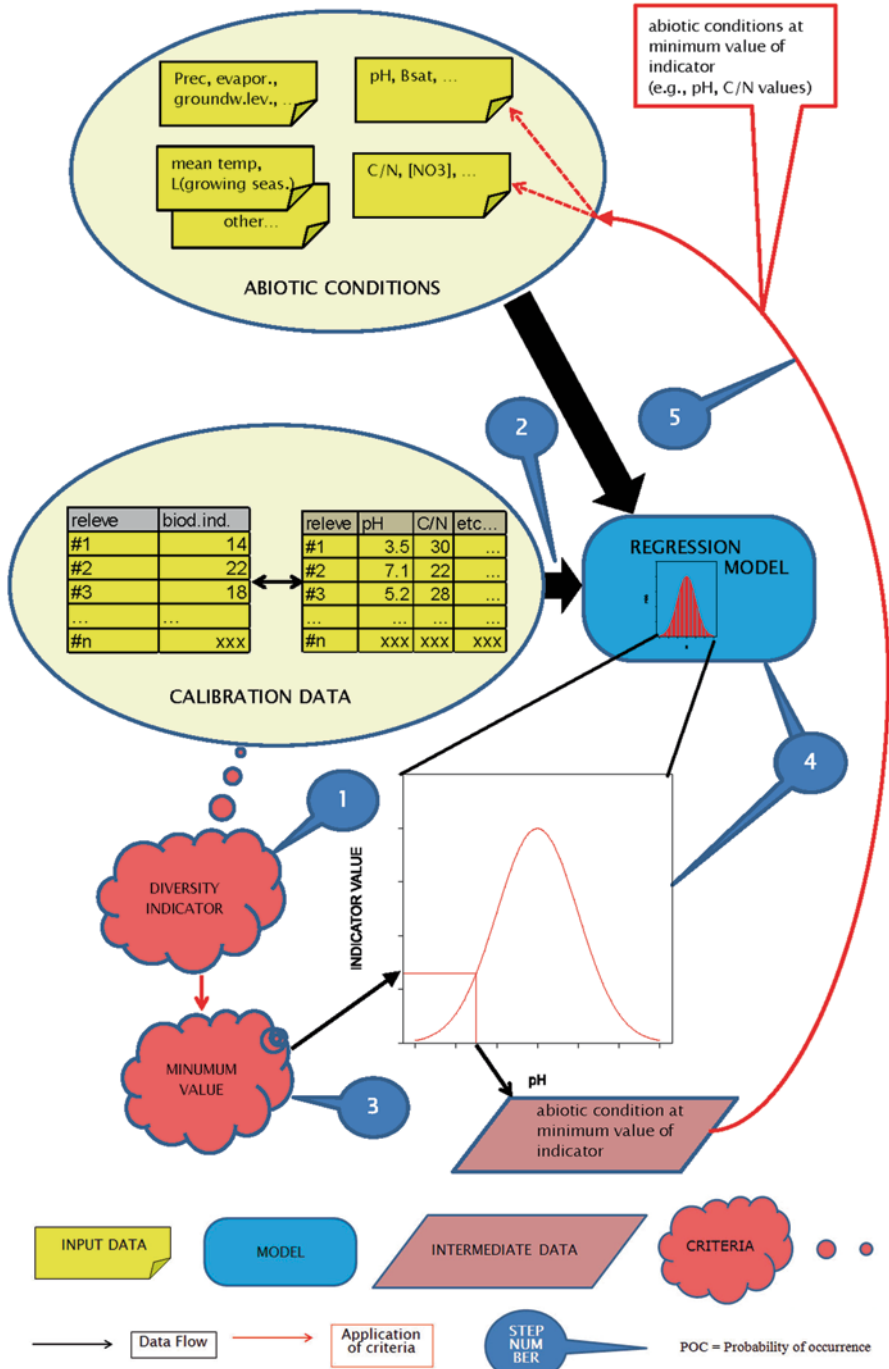 abiotic conditions at
minimum value of
indicator
(e.g., pH, C/N values)
Prec, evapor.,
groundw.lev., ...
pH, Bsat, ...
mean temp,
L(growing seas.)
other...
C/N, [NO3], ...
ABIOTIC CONDITIONS
5
2
releve biod.ind.
#1 14
#2 22
#3 18
... ...
#n xxx
releve pH C/N etc...
#1 3.5 30 ...
#2 7.1 22 ...
#3 5.2 28 ...
... ... ... ...
#n xxx xxx xxx
CALIBRATION DATA
REGRESSION
MODEL
4
1
DIVERSITY
INDICATOR
INDICATOR VALUE
MINUMUM
VALUE
3
pH
abiotic condition at
minimum value of
indicator
INPUT DATA
MODEL
INTERMEDIATE DATA
CRITERIA
Data Flow
Application
of criteria
STEP
NUM
BER
POC = Probability of occurrence